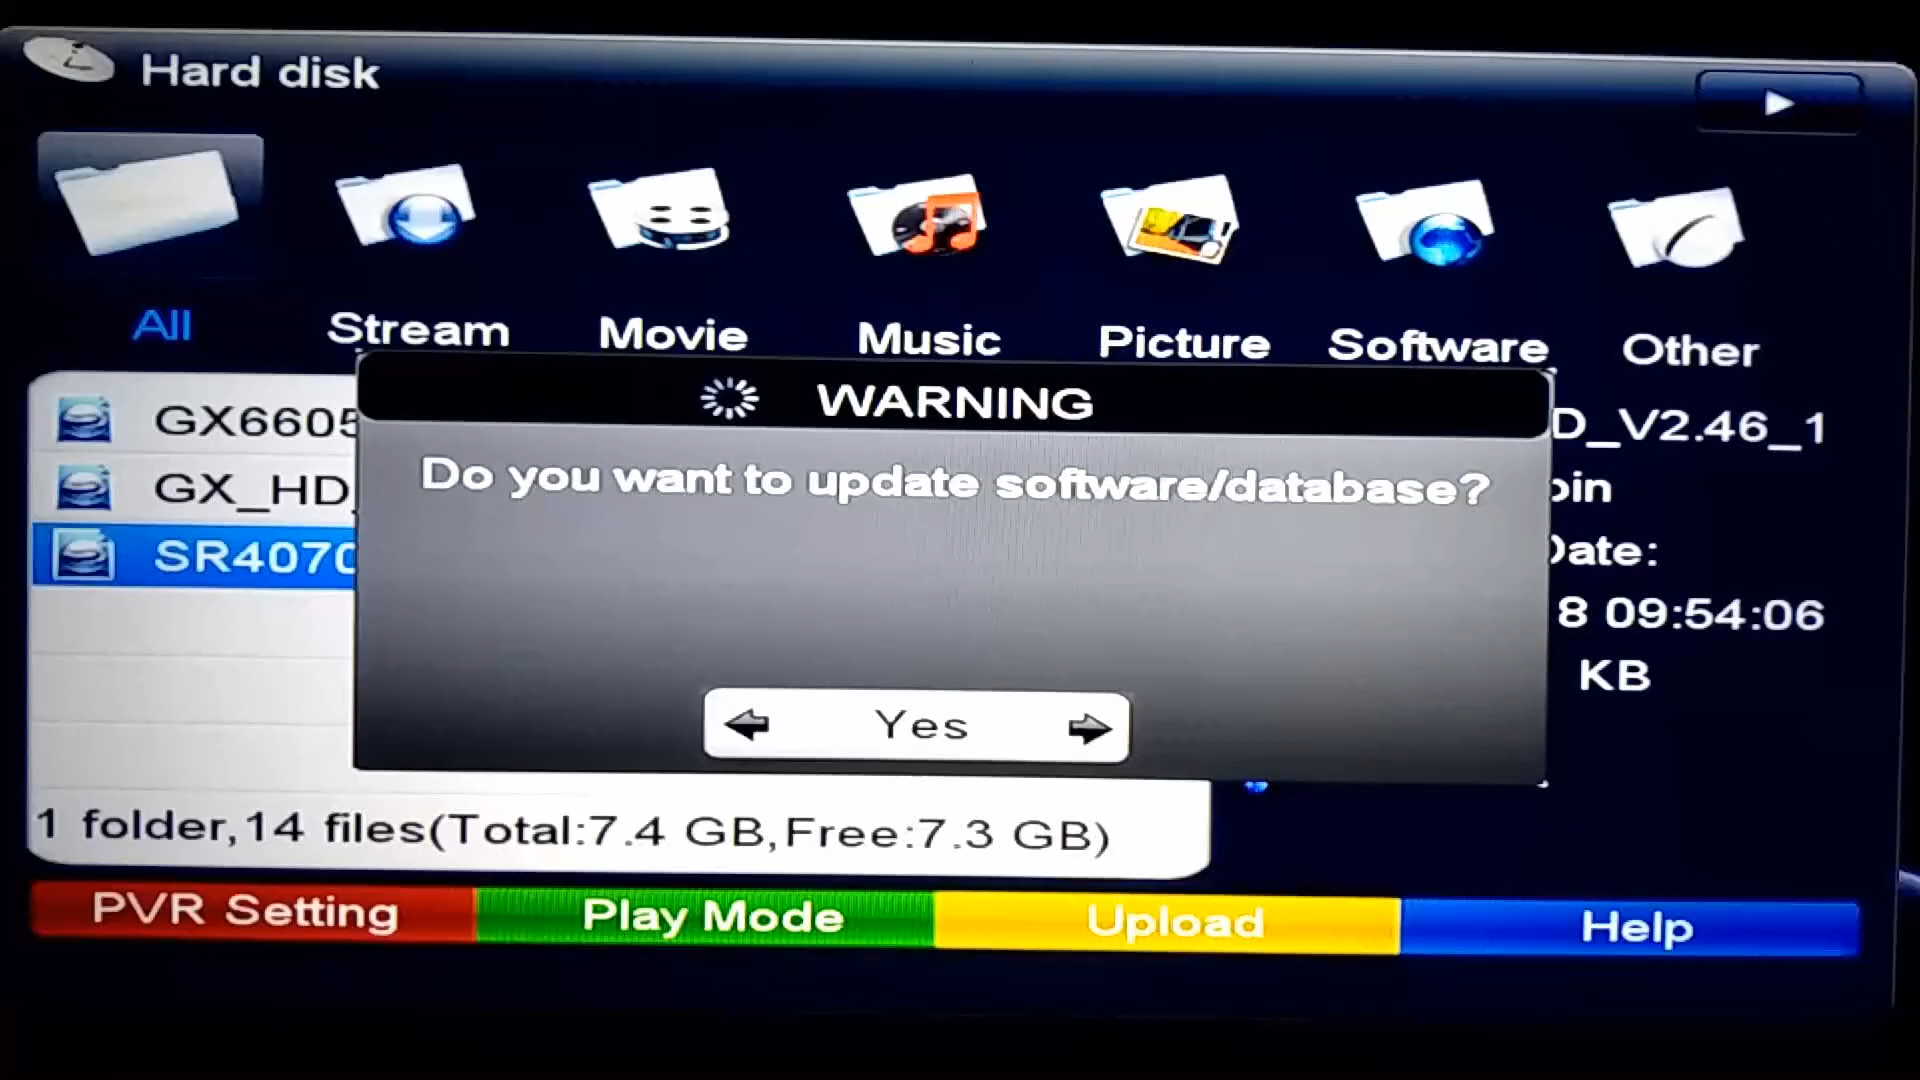 Hard disk
All Stream Movie Music Picture Software Other
WARNING
Do you want to update software/database?
Yes
GX6605
GX_HD_
SR4070
D_V2.46_1
bin
Date:
8 09:54:06
KB
1 folder,14 files(Total:7.4 GB,Free:7.3 GB)
PVR Setting Play Mode Upload Help